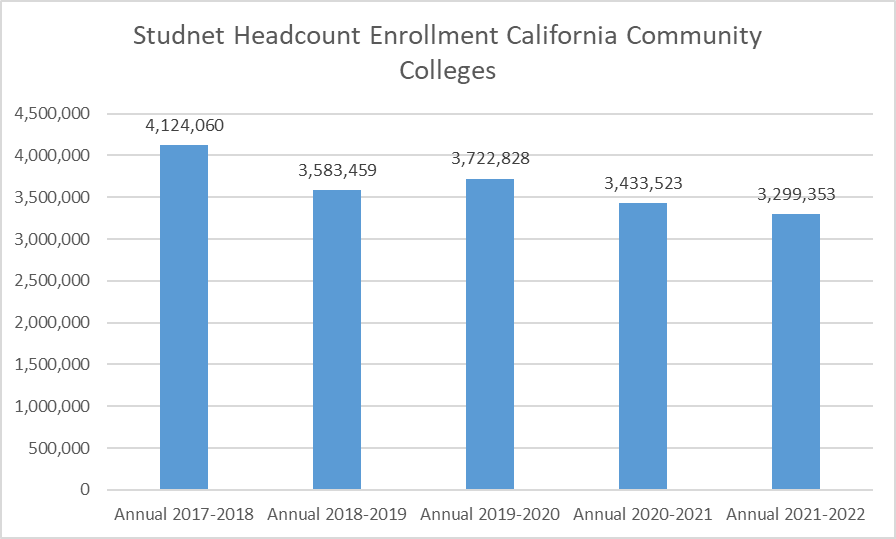 Studnet Headcount Enrollment California Community
Colleges
4,500,000
4,000,000
3,500,000
3,000,000
2,500,000
2,000,000
1,500,000
1,000,000
500,000
0
4,124,060
3,583,459
3,722,828
3,433,523
3,299,353
Annual 2017-2018
Annual 2018-2019
Annual 2019-2020
Annual 2020-2021
Annual 2021-2022